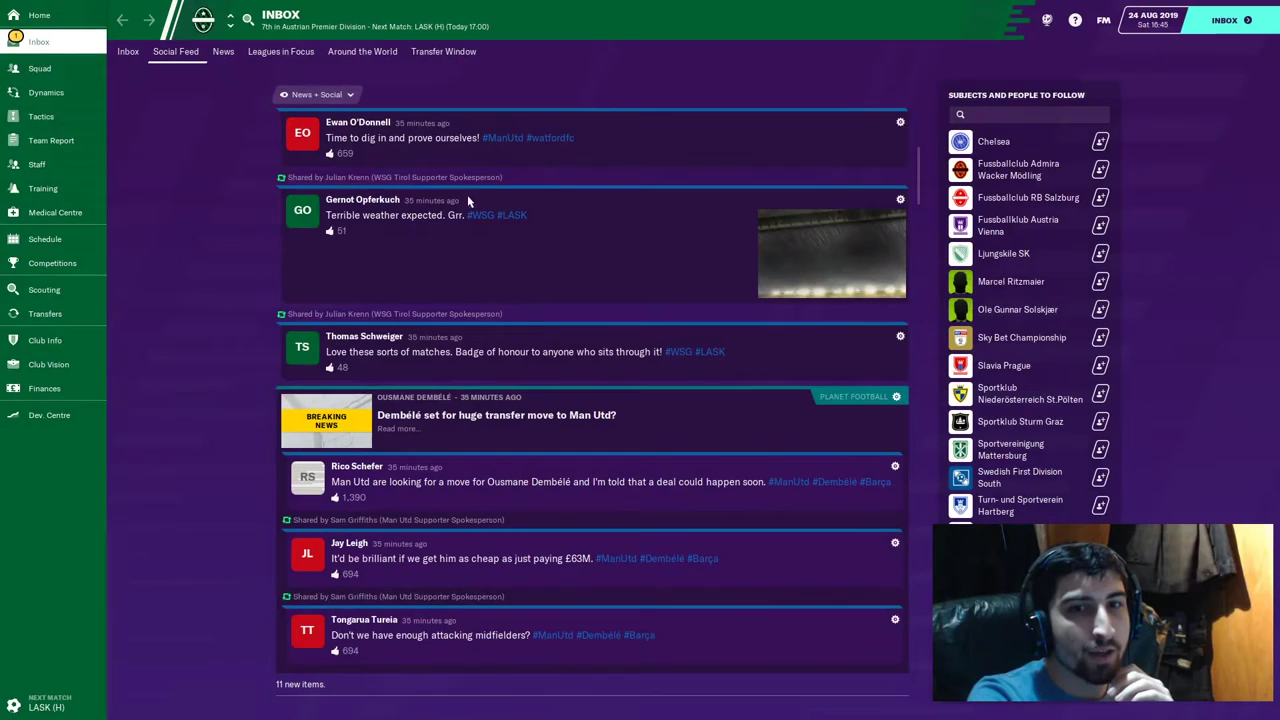 Home
INBOX
7th in Austrian Premier Division - Next Match: LASK (H) (Today 17:00)
FM
24 AUG 2019
Sat 16:45
INBOX
1
Inbox
Squad
Dynamics
Tactics
Team Report
Staff
Training
Medical Centre
Schedule
Competitions
Scouting
Transfers
Club Info
Club Vision
Finances
Dev. Centre
NEXT MATCH
LASK (H)
Inbox
Social Feed
News
Leagues in Focus
Around the World
Transfer Window
News + Social
EO
Ewan O'Donnell 35 minutes ago
Time to dig in and prove ourselves! #ManUtd #watfordfc
659
Shared by Julian Krenn (WSG Tirol Supporter Spokesperson)
GO
Gernot Opferkuch 35 minutes ago
Terrible weather expected. Grr. #WSG #LASK
51
Shared by Julian Krenn (WSG Tirol Supporter Spokesperson)
TS
Thomas Schweiger 35 minutes ago
Love these sorts of matches. Badge of honour to anyone who sits through it! #WSG #LASK
48
BREAKING
NEWS
OUSMANE DEMBÉLÉ - 35 MINUTES AGO
PLANET FOOTBALL
Dembélé set for huge transfer move to Man Utd?
Read more...
RS
Rico Schefer 35 minutes ago
Man Utd are looking for a move for Ousmane Dembélé and I'm told that a deal could happen soon. #ManUtd #Dembélé #Barça
1,390
Shared by Sam Griffiths (Man Utd Supporter Spokesperson)
JL
Jay Leigh 35 minutes ago
It'd be brilliant if we get him as cheap as just paying £63M. #ManUtd #Dembélé #Barça
694
Shared by Sam Griffiths (Man Utd Supporter Spokesperson)
TT
Tongarua Tureia 35 minutes ago
Don't we have enough attacking midfielders? #ManUtd #Dembélé #Barça
694
11 new items.
SUBJECTS AND PEOPLE TO FOLLOW
Chelsea
Fussballclub Admira
Wacker Mödling
Fussballclub RB Salzburg
Fussballklub Austria
Vienna
Ljungskile SK
Marcel Ritzmaier
Ole Gunnar Solskjær
Sky Bet Championship
Slavia Prague
Sportklub
Niederösterreich St.Pölten
Sportklub Sturm Graz
Sportvereinigung
Mattersburg
Swedish First Division
South
Turn- und Sportverein
Hartberg